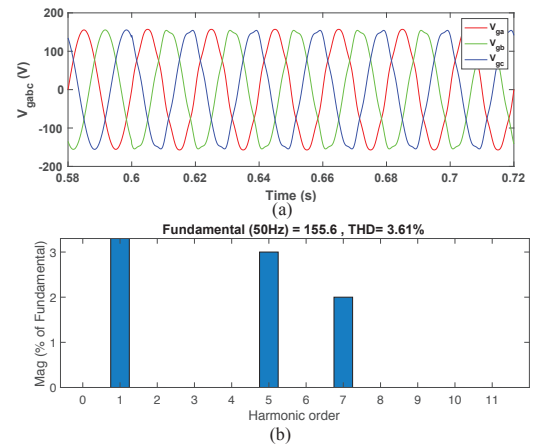 200
100
0
-100
-200
V_gabc (V)
V_ga
V_gb
V_gc
0.58 0.6 0.62 0.64 0.66 0.68 0.7 0.72
Time (s)
(a)
Fundamental (50Hz) = 155.6 , THD= 3.61%
3
2
1
0
Mag (% of Fundamental)
0 1 2 3 4 5 6 7 8 9 10 11
Harmonic order
(b)